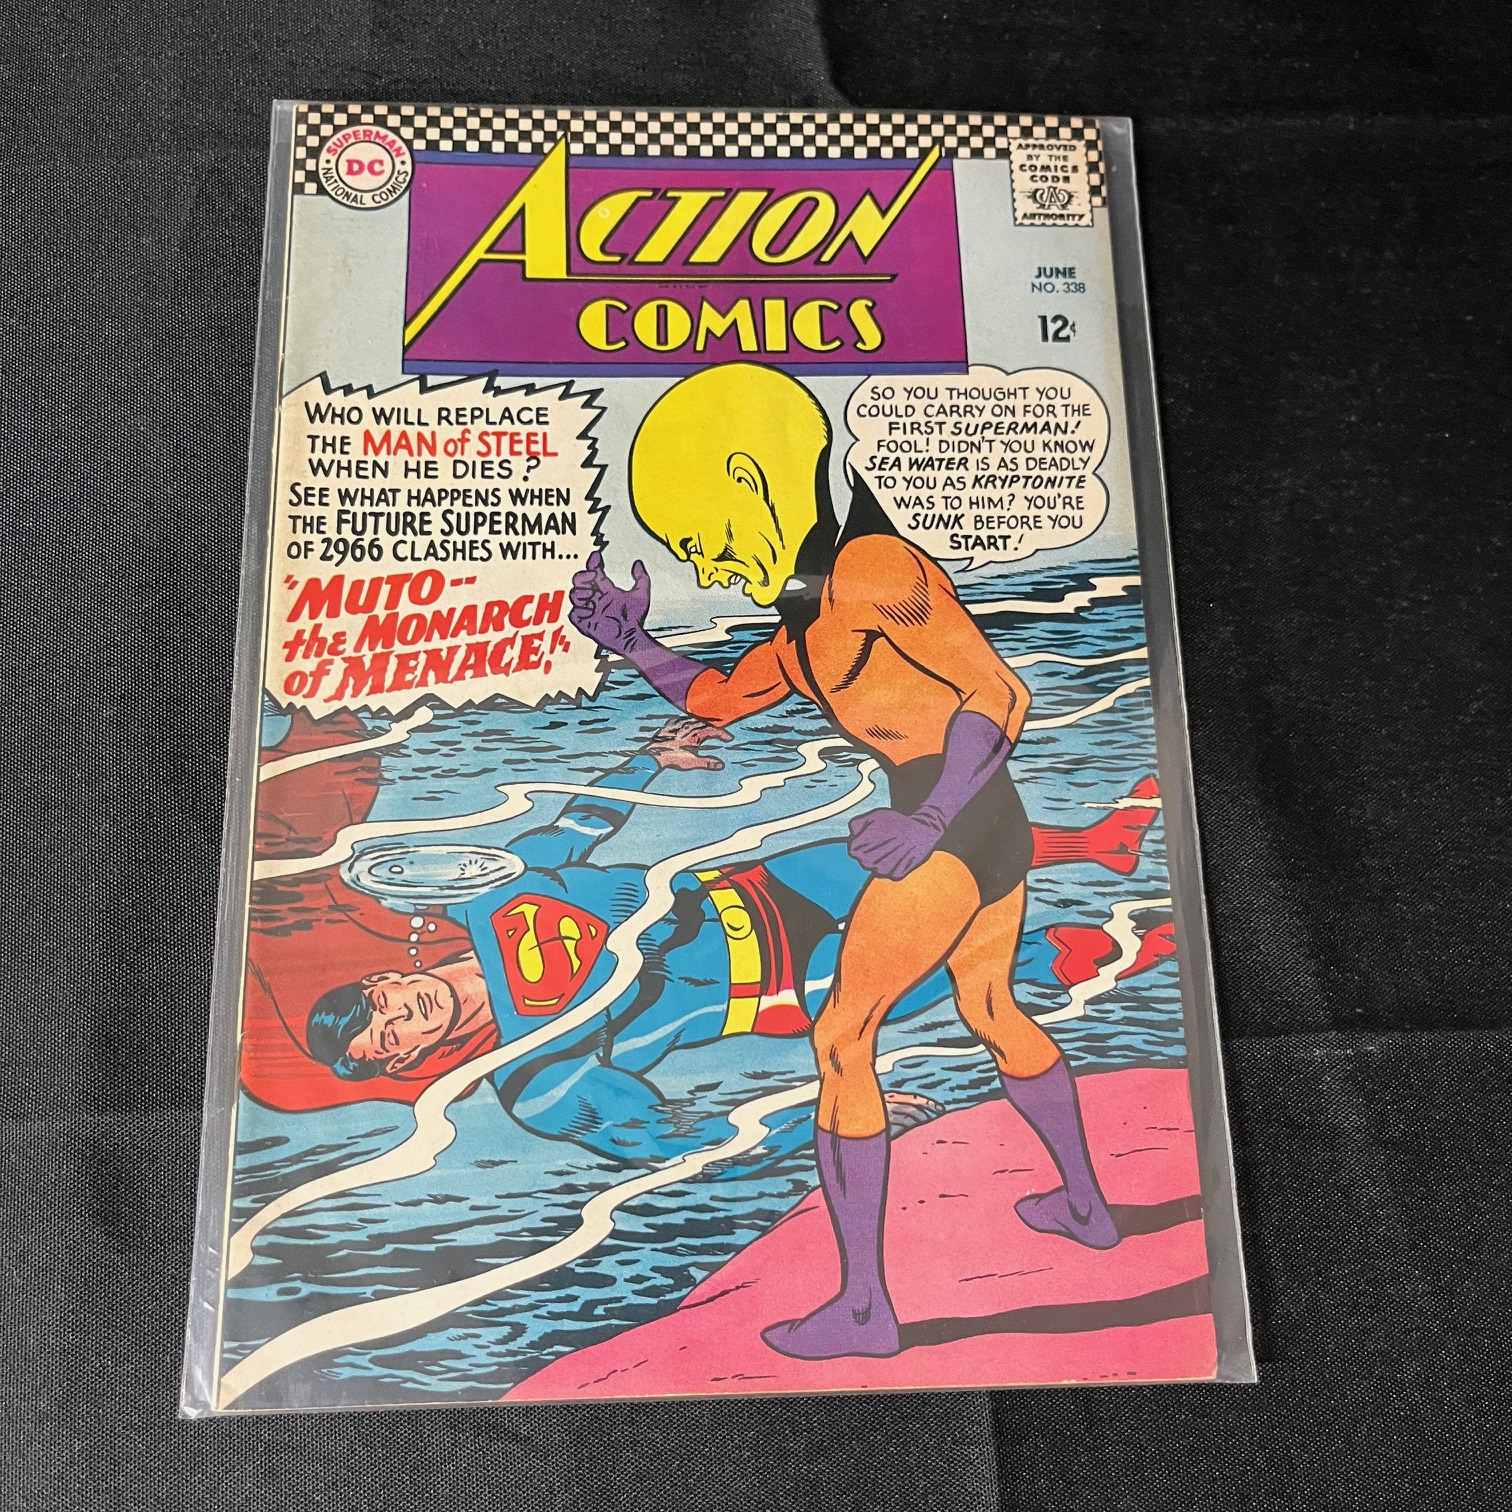 SUPERMAN
DC
NATIONAL COMICS
ACTION
COMICS
APPROVED
BY THE
COMICS
CODE
CA
AUTHORITY
JUNE
NO. 338
12¢
WHO WILL REPLACE
THE MAN of STEEL
WHEN HE DIES?
SEE WHAT HAPPENS WHEN
THE FUTURE SUPERMAN
OF 2966 CLASHES WITH...
"MUTO--
the MONARCH
of MENACE!"
SO YOU THOUGHT YOU
COULD CARRY ON FOR THE
FIRST SUPERMAN!
FOOL! DIDN'T YOU KNOW
SEA WATER IS AS DEADLY
TO YOU AS KRYPTONITE
WAS TO HIM? YOU'RE
SUNK BEFORE YOU
START!
S